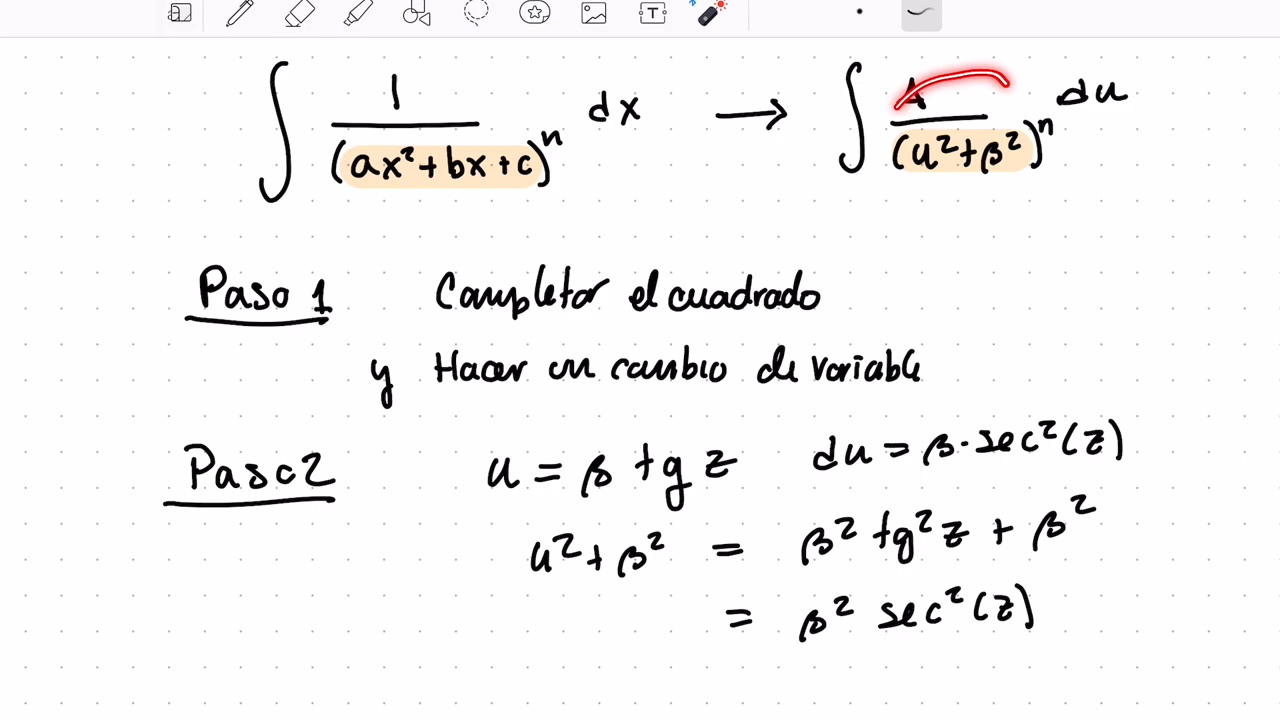 ∫ 1/(ax²+bx+c)ⁿ dx → ∫ 1/(u²+β²)ⁿ du
Paso 1 Completar el cuadrado
y Hacer un cambio de variable
Paso 2 u = β tg z du = β·sec²(z)
u²+β² = β² tg² z + β²
= β² sec²(z)